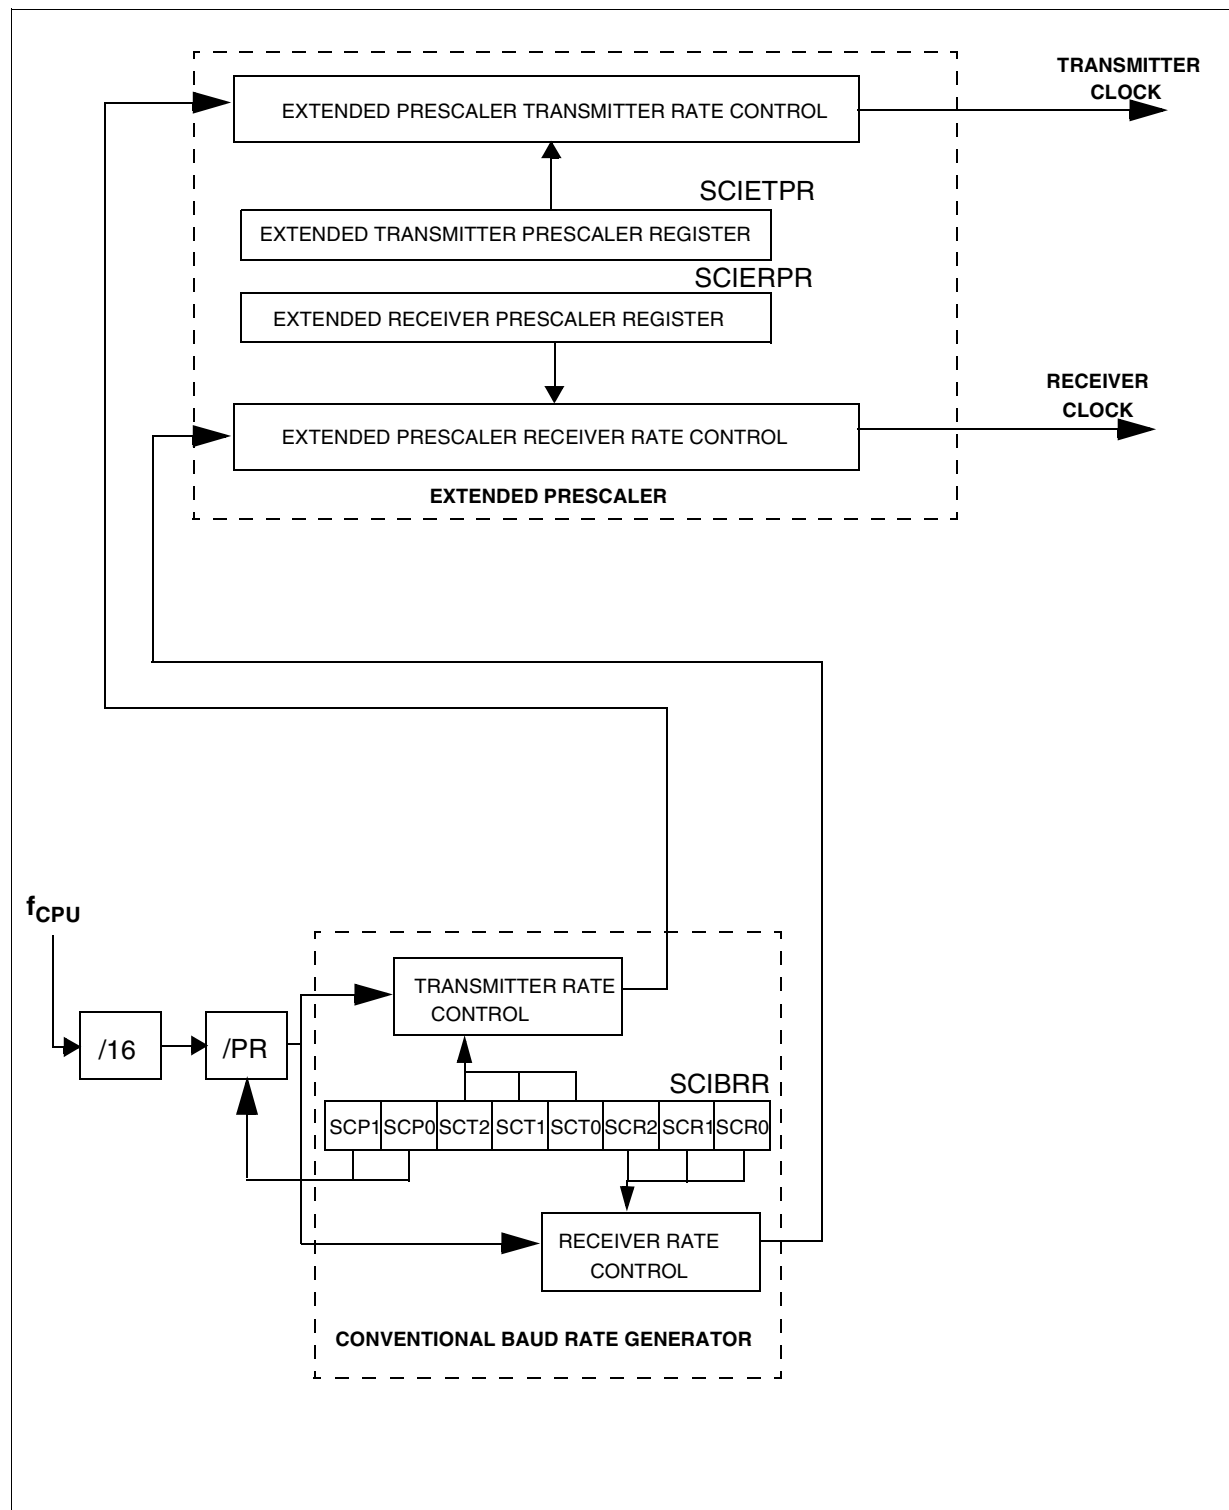 TRANSMITTER
CLOCK
EXTENDED PRESCALER TRANSMITTER RATE CONTROL
SCIETPR
EXTENDED TRANSMITTER PRESCALER REGISTER
SCIERPR
EXTENDED RECEIVER PRESCALER REGISTER
RECEIVER
CLOCK
EXTENDED PRESCALER RECEIVER RATE CONTROL
EXTENDED PRESCALER
fCPU
TRANSMITTER RATE
CONTROL
/16
/PR
SCIBRR
SCP1 SCP0 SCT2 SCT1 SCT0 SCR2 SCR1 SCR0
RECEIVER RATE
CONTROL
CONVENTIONAL BAUD RATE GENERATOR